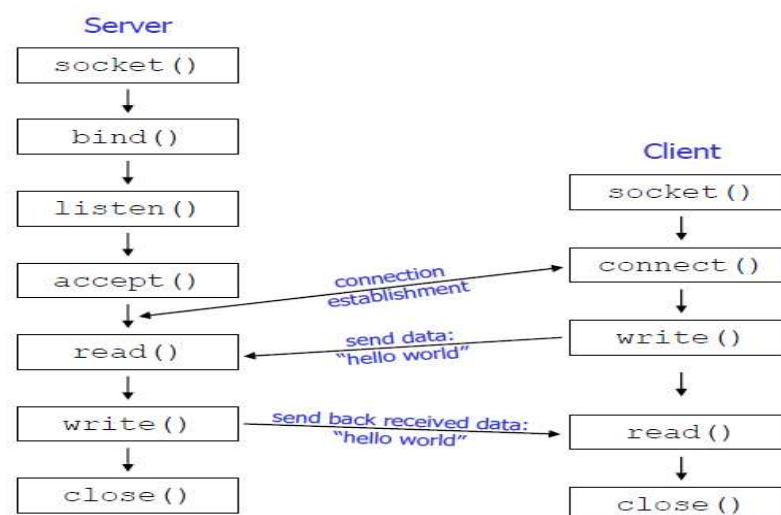 Server
socket()
bind()
listen()
accept()
read()
write()
close()
connection
establishment
send data:
“hello world”
send back received data:
“hello world”
Client
socket()
connect()
write()
read()
close()